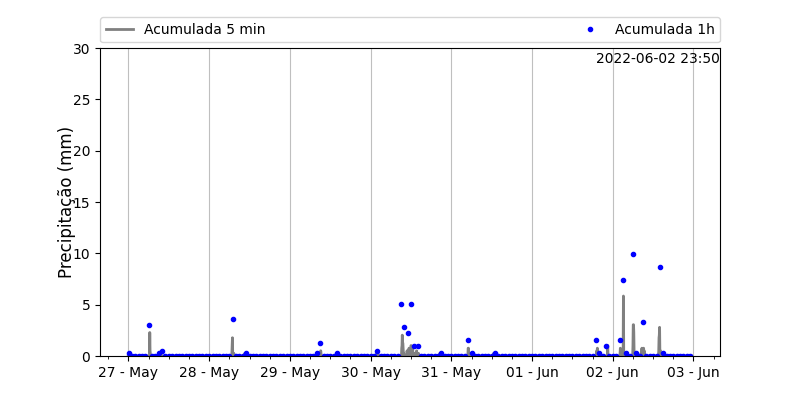 Acumulada 5 min
Acumulada 1h
2022-06-02 23:50
Precipitação (mm)
30
25
20
15
10
5
0
27 - May 28 - May 29 - May 30 - May 31 - May 01 - Jun 02 - Jun 03 - Jun